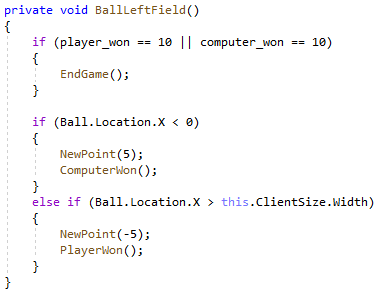 private void BallLeftField()
{
    if (player_won == 10 || computer_won == 10)
    {
        EndGame();
    }

    if (Ball.Location.X < 0)
    {
        NewPoint(5);
        ComputerWon();
    }
    else if (Ball.Location.X > this.ClientSize.Width)
    {
        NewPoint(-5);
        PlayerWon();
    }
}